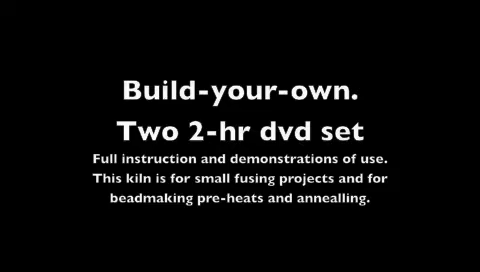 Build-your-own.
Two 2-hr dvd set
Full instruction and demonstrations of use.
This kiln is for small fusing projects and for
beadmaking pre-heats and annealling.